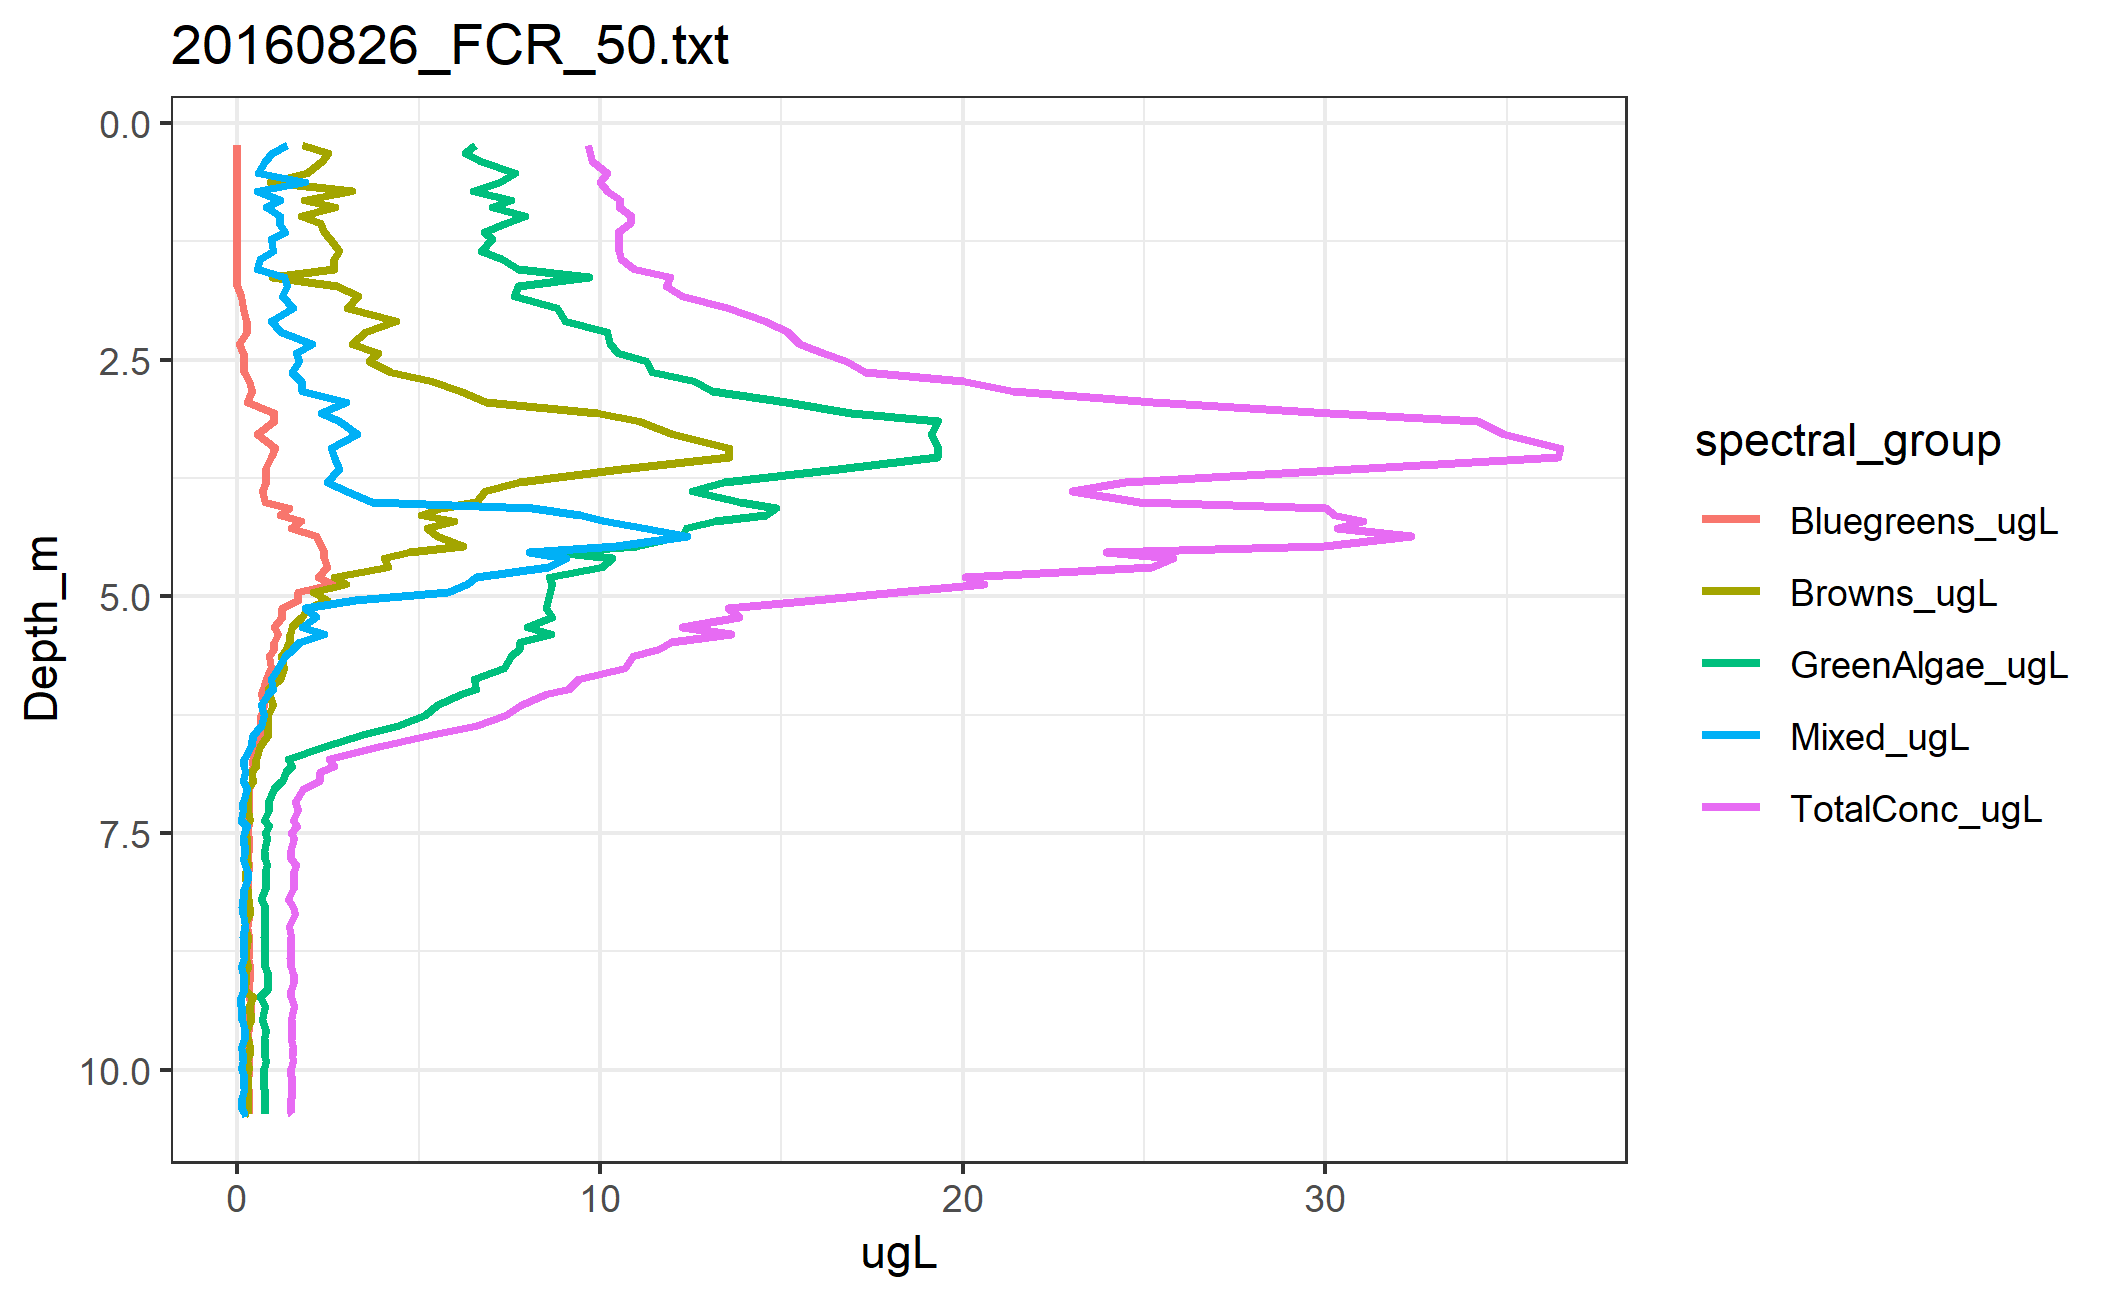 20160826_FCR_50.txt
0.0
2.5
5.0
7.5
10.0
Depth_m
0 10 20 30
ugL
spectral_group
Bluegreens_ugL
Browns_ugL
GreenAlgae_ugL
Mixed_ugL
TotalConc_ugL